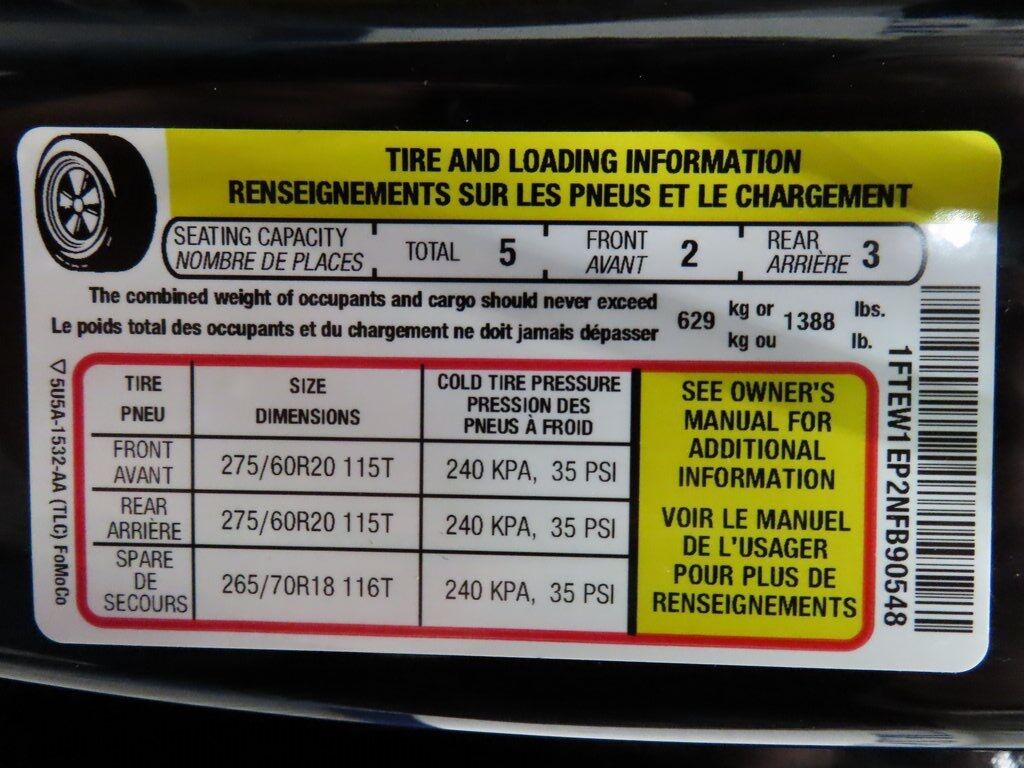 TIRE AND LOADING INFORMATION
RENSEIGNEMENTS SUR LES PNEUS ET LE CHARGEMENT
SEATING CAPACITY
NOMBRE DE PLACES
TOTAL 5
FRONT
AVANT
2
REAR
ARRIÈRE
3
The combined weight of occupants and cargo should never exceed
Le poids total des occupants et du chargement ne doit jamais dépasser
629
kg or
kg ou
1388
lbs.
lb.
TIRE
PNEU
SIZE
DIMENSIONS
COLD TIRE PRESSURE
PRESSION DES
PNEUS À FROID
FRONT
AVANT
275/60R20 115T
240 KPA, 35 PSI
REAR
ARRIÈRE
275/60R20 115T
240 KPA, 35 PSI
SPARE
DE
SECOURS
265/70R18 116T
240 KPA, 35 PSI
SEE OWNER'S
MANUAL FOR
ADDITIONAL
INFORMATION
VOIR LE MANUEL
DE L'USAGER
POUR PLUS DE
RENSEIGNEMENTS
5U5A-1532-AA (TLC) FoMoCo
1FTEW1EP2NFB90548